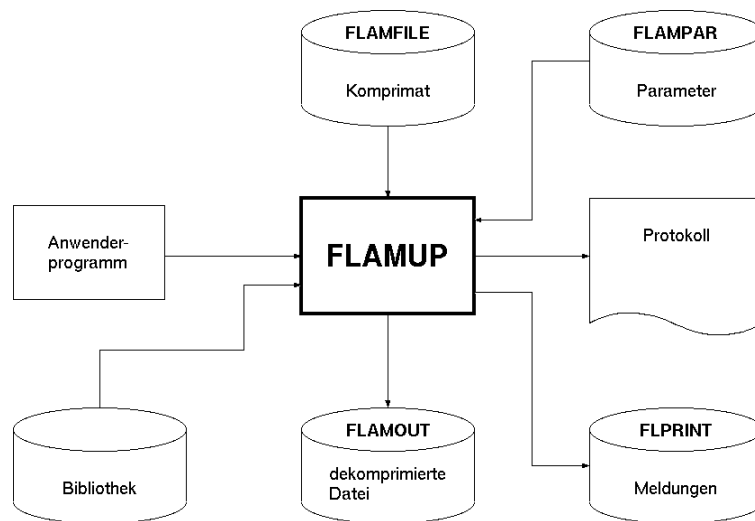 FLAMFILE
Komprimat
FLAMPAR
Parameter
Anwender-
programm
FLAMUP
Protokoll
Bibliothek
FLAMOUT
dekomprimierte
Datei
FLPRINT
Meldungen